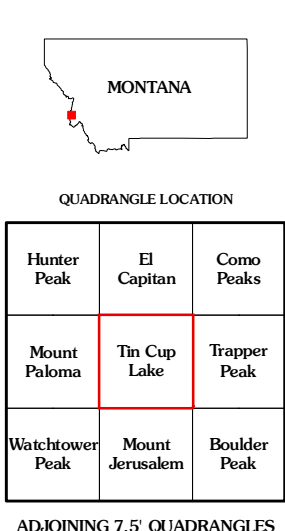 MONTANA
QUADRANGLE LOCATION
Hunter
Peak
El
Capitan
Como
Peaks
Mount
Paloma
Tin Cup
Lake
Trapper
Peak
Watchtower
Peak
Mount
Jerusalem
Boulder
Peak
ADJOINING 7.5' QUADRANGLES